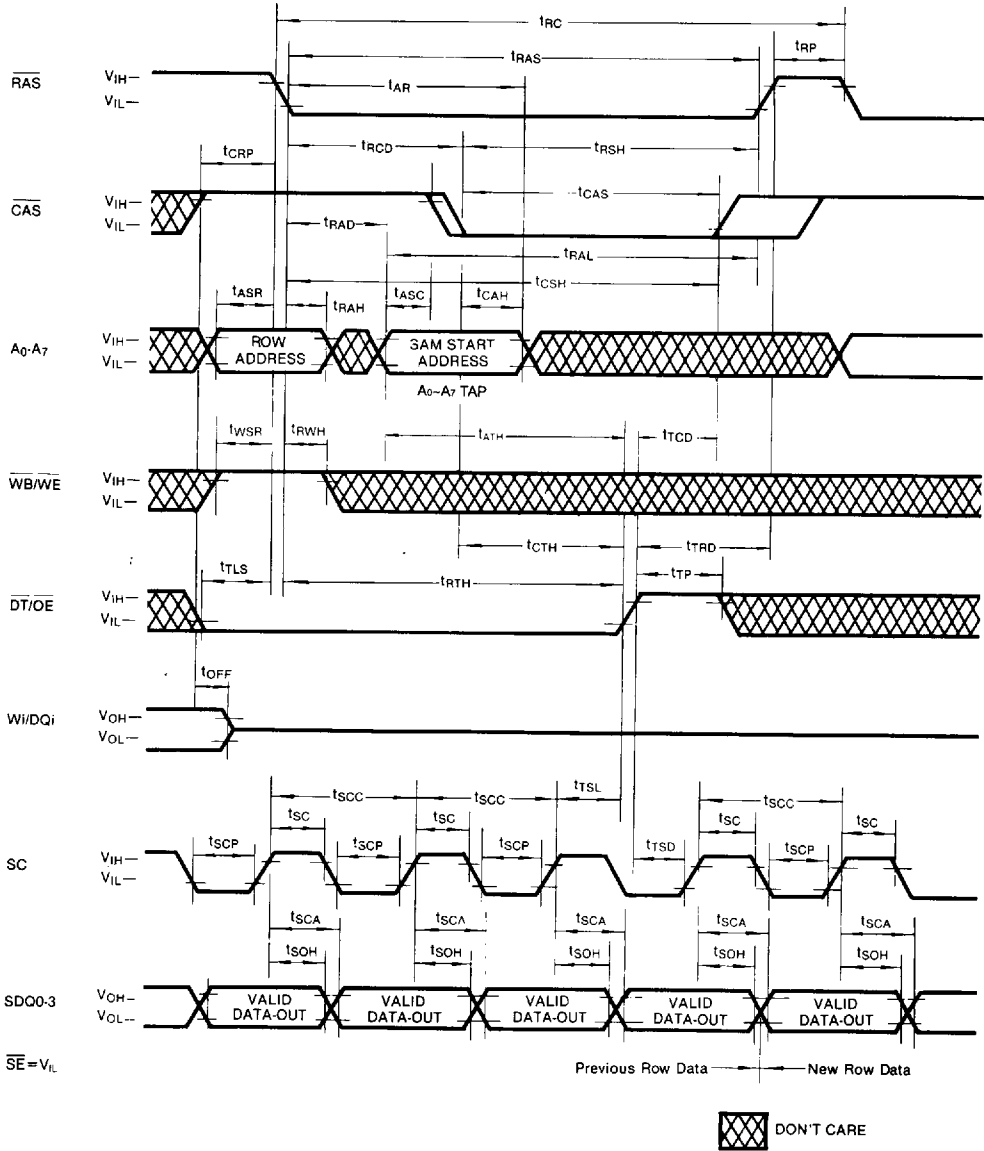 tRC
tRAS
tRP
RAS
VIH
VIL
tAR
tRCD
tRSH
tCRP
CAS
VIH
VIL
tCAS
tRAD
tRAL
tCSH
tASR
tRAH
tASC
tCAH
A0-A7
VIH
VIL
ROW ADDRESS
SAM START ADDRESS
A0~A7 TAP
tWSR
tRWH
tATH
tTCD
WB/WE
VIH
VIL
tCTH
tTRD
tTLS
tRTH
tTP
DT/OE
VIH
VIL
tOFF
Wi/DQi
VOH
VOL
tSCC
tSCC
tTSL
tSCC
tSC
tSC
tSC
tSC
tSCP
tSCP
tSCP
tTSD
tSCP
SC
VIH
VIL
tSCA
tSCA
tSCA
tSCA
tSCA
tSOH
tSOH
tSOH
tSOH
tSOH
SDQ0-3
VOH
VOL
VALID DATA-OUT
VALID DATA-OUT
VALID DATA-OUT
VALID DATA-OUT
VALID DATA-OUT
SE=VIL
Previous Row Data
New Row Data
DON'T CARE